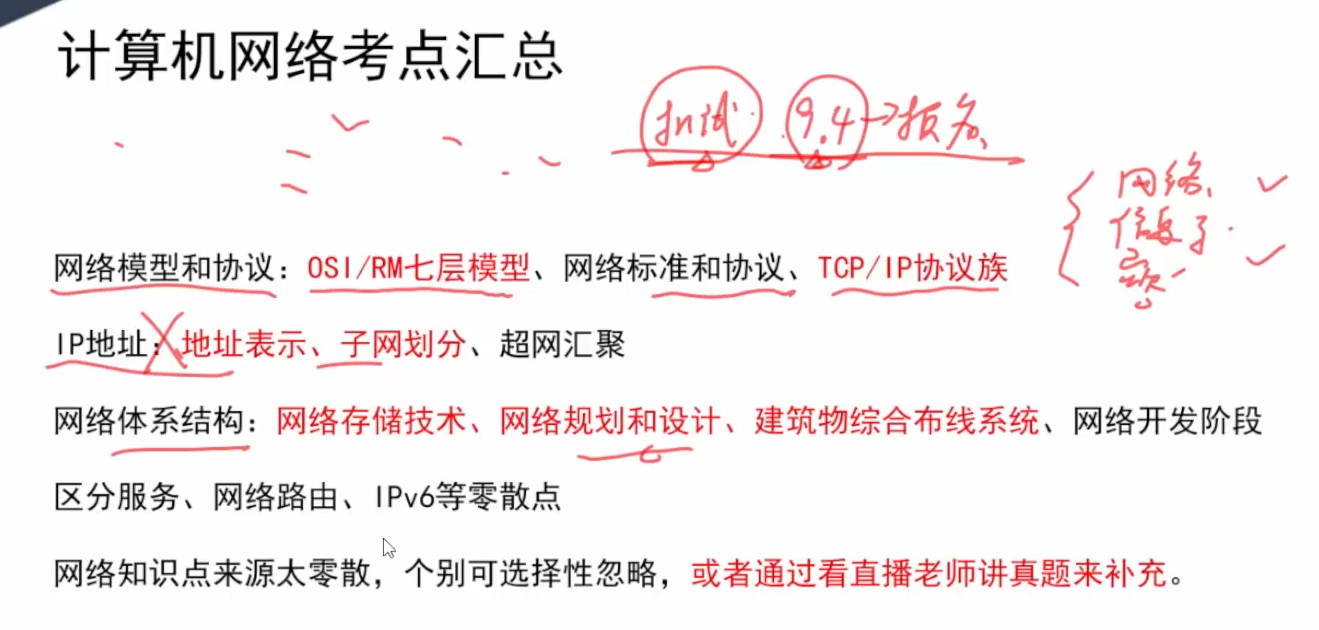 计算机网络考点汇总
机试 9.4→报名
网络
信息
网络模型和协议：OSI/RM七层模型、网络标准和协议、TCP/IP协议族
IP地址：地址表示、子网划分、超网汇聚
网络体系结构：网络存储技术、网络规划和设计、建筑物综合布线系统、网络开发阶段
区分服务、网络路由、IPv6等零散点
网络知识点来源太零散，个别可选择性忽略，或者通过看直播老师讲真题来补充。